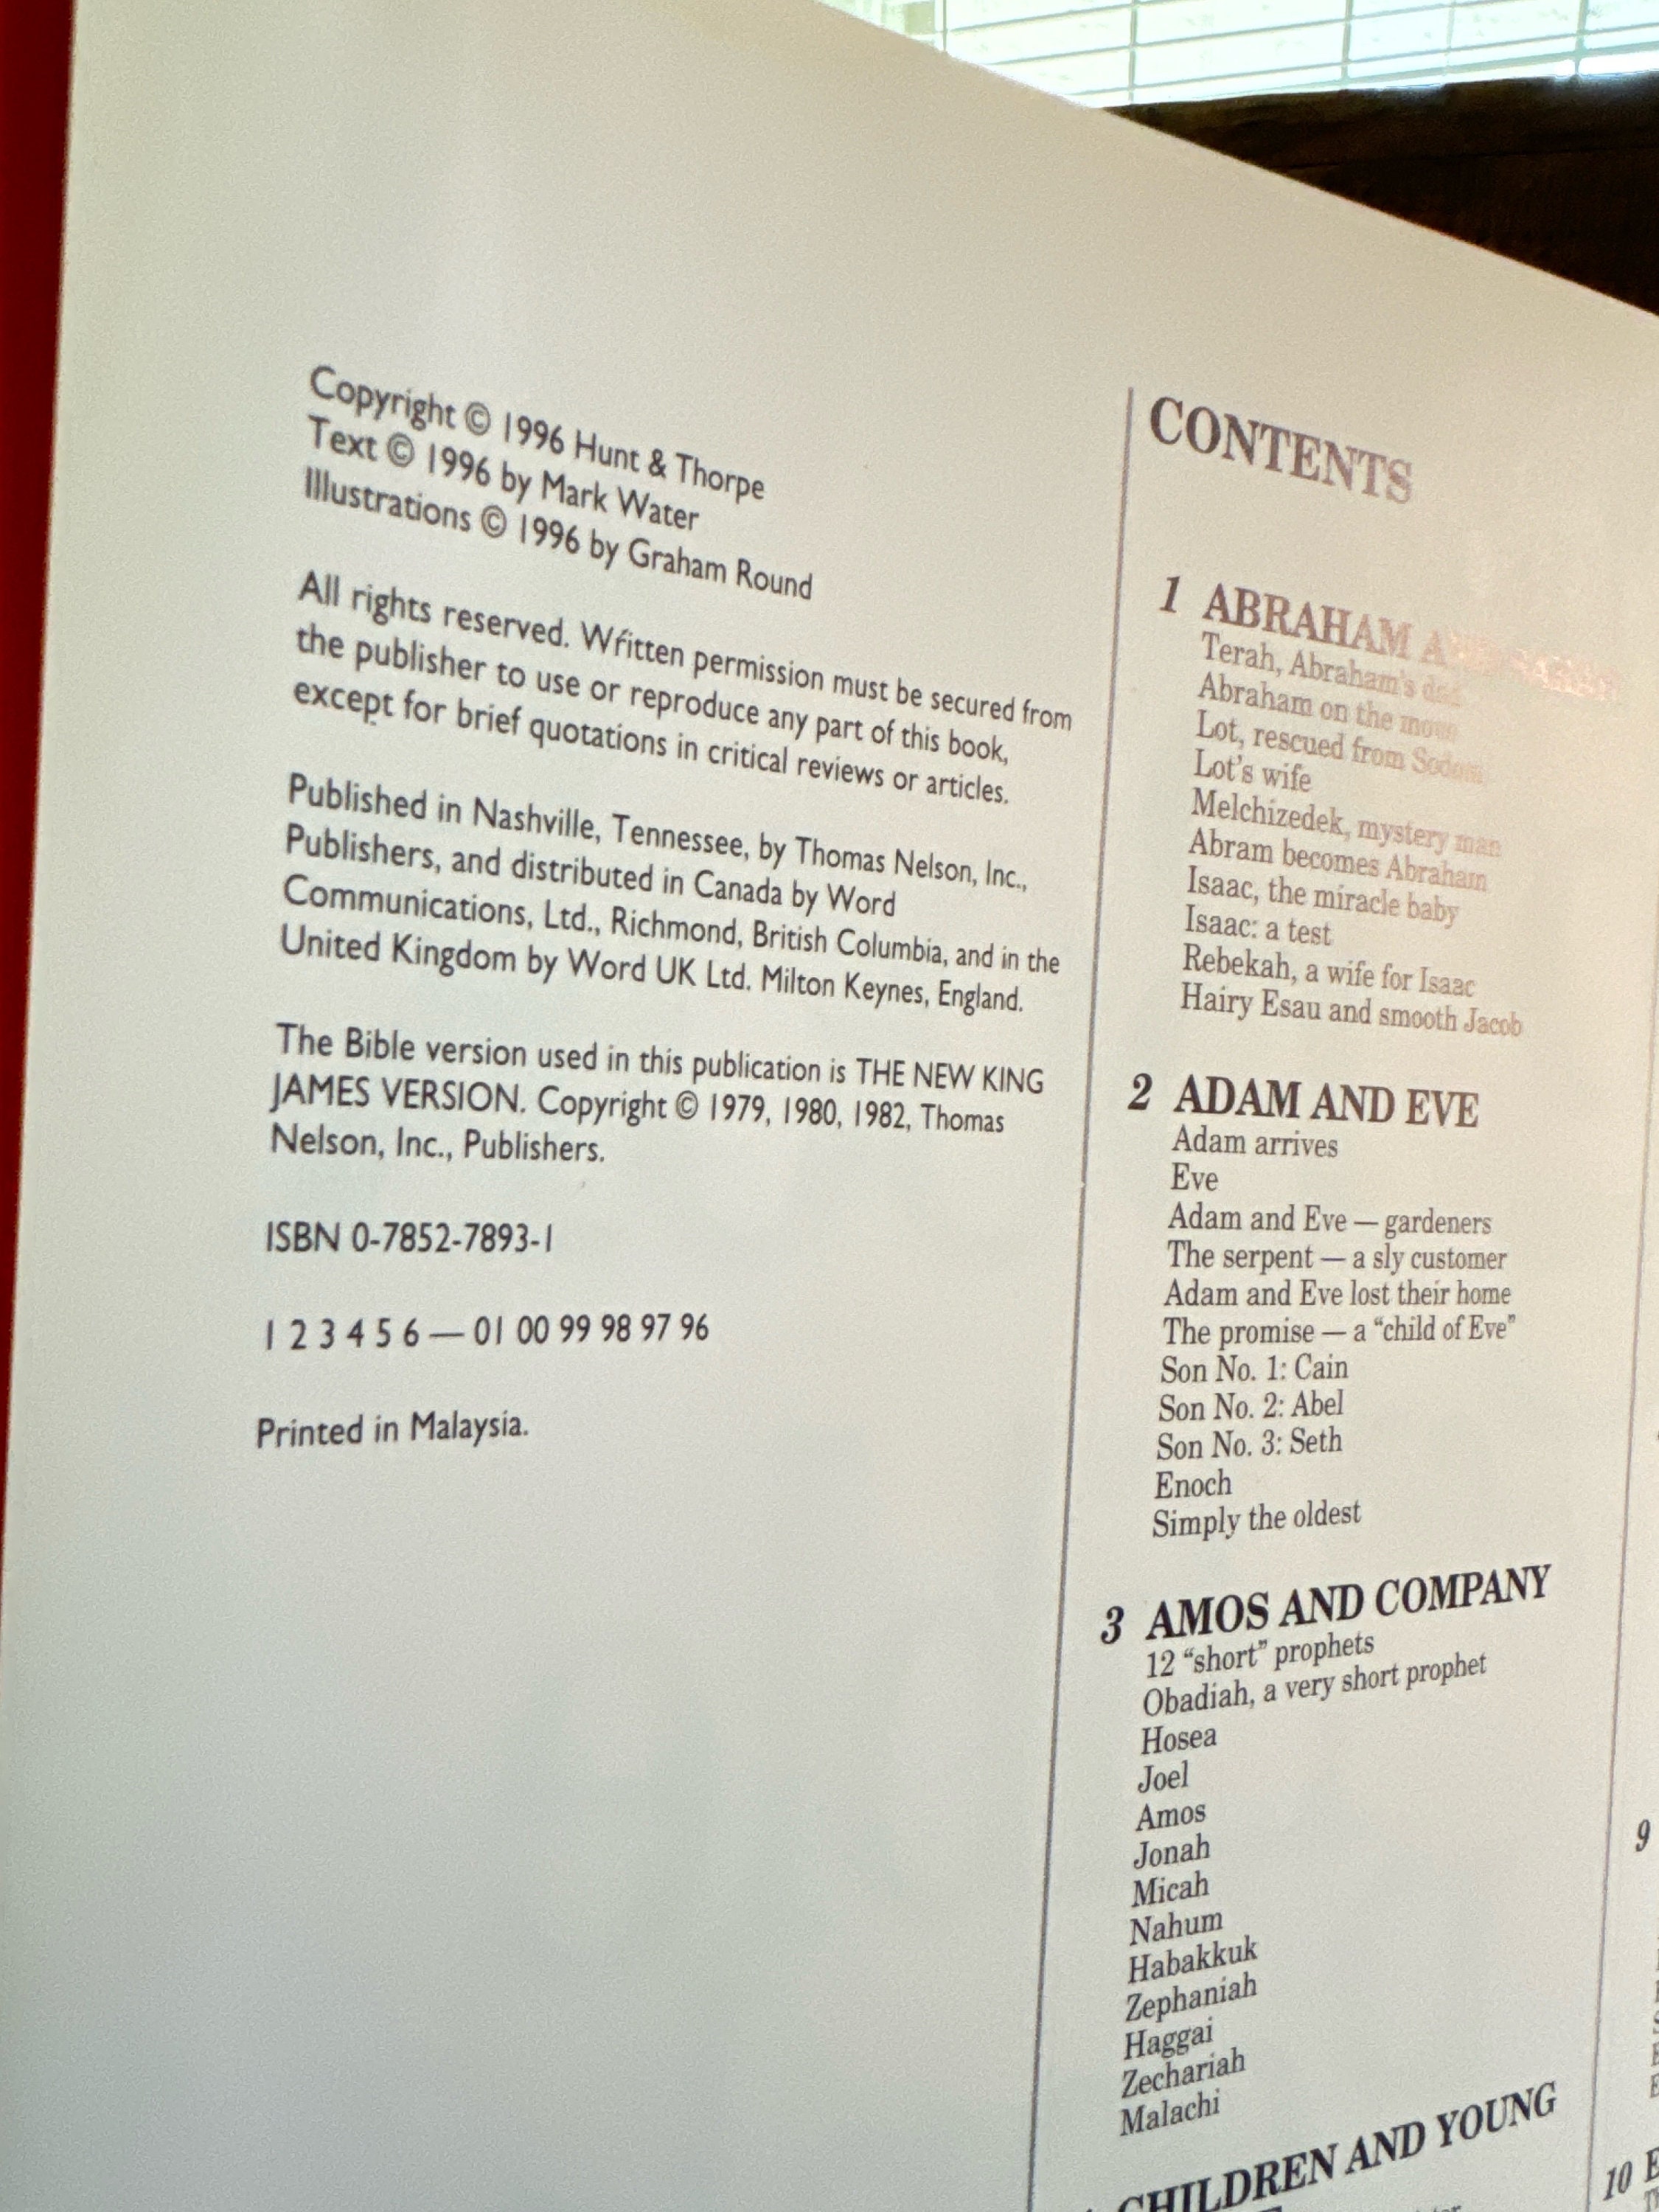 Copyright © 1996 Hunt & Thorpe
Text © 1996 by Mark Water
Illustrations © 1996 by Graham Round
All rights reserved. Written permission must be secured from
the publisher to use or reproduce any part of this book,
except for brief quotations in critical reviews or articles.
Published in Nashville, Tennessee, by Thomas Nelson, Inc.,
Publishers, and distributed in Canada by Word
Communications, Ltd., Richmond, British Columbia, and in the
United Kingdom by Word UK Ltd. Milton Keynes, England.
The Bible version used in this publication is THE NEW KING
JAMES VERSION. Copyright © 1979, 1980, 1982, Thomas
Nelson, Inc., Publishers.
ISBN 0-7852-7893-1
1 2 3 4 5 6 — 01 00 99 98 97 96
Printed in Malaysia.
CONTENTS
1 ABRAHAM
Terah, Abraham's dad
Abraham on the move
Lot, rescued from Sodom
Lot's wife
Melchizedek, mystery man
Abram becomes Abraham
Isaac, the miracle baby
Isaac: a test
Rebekah, a wife for Isaac
Hairy Esau and smooth Jacob
2 ADAM AND EVE
Adam arrives
Eve
Adam and Eve — gardeners
The serpent — a sly customer
Adam and Eve lost their home
The promise — a “child of Eve”
Son No. 1: Cain
Son No. 2: Abel
Son No. 3: Seth
Enoch
Simply the oldest
3 AMOS AND COMPANY
12 “short” prophets
Obadiah, a very short prophet
Hosea
Joel
Amos
Jonah
Micah
Nahum
Habakkuk
Zephaniah
Haggai
Zechariah
Malachi
CHILDREN AND YOUNG
9
10